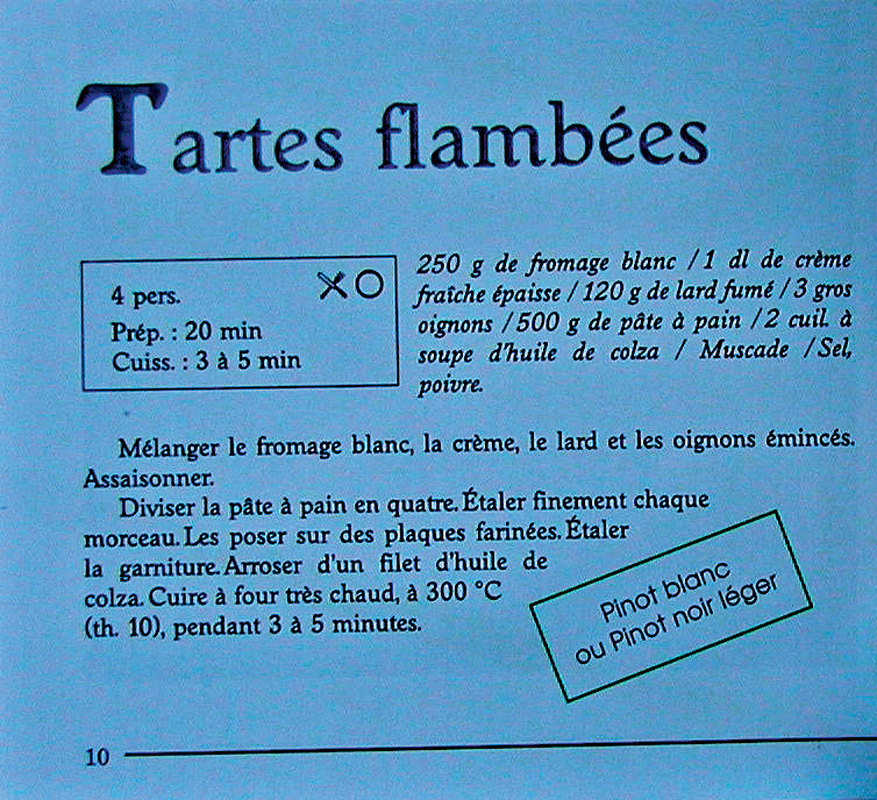 Tartes flambées
4 pers.
Prép. : 20 min
Cuiss. : 3 à 5 min
250 g de fromage blanc / 1 dl de crème
fraîche épaisse / 120 g de lard fumé / 3 gros
oignons / 500 g de pâte à pain / 2 cuil. à
soupe d'huile de colza / Muscade / Sel,
poivre.
Mélanger le fromage blanc, la crème, le lard et les oignons émincés.
Assaisonner.
Diviser la pâte à pain en quatre. Étaler finement chaque
morceau. Les poser sur des plaques farinées. Étaler
la garniture. Arroser d'un filet d'huile de
colza. Cuire à four très chaud, à 300 °C
(th. 10), pendant 3 à 5 minutes.
Pinot blanc
ou Pinot noir léger
10